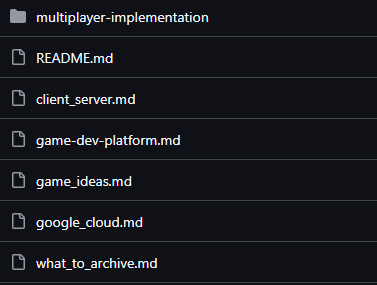 multiplayer-implementation
README.md
client_server.md
game-dev-platform.md
game_ideas.md
google_cloud.md
what_to_archive.md